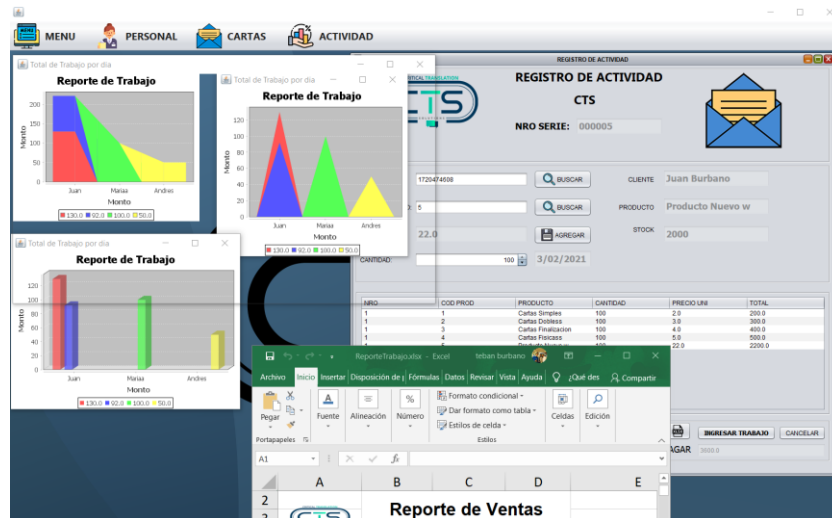 MENU PERSONAL CARTAS ACTIVIDAD
Total de Trabajo por dia
Reporte de Trabajo
200
150
100
50
0
Monto
Juan Mariaa Andres
Monto
130.0 92.0 100.0 50.0
Total de Trabajo por dia
Reporte de Trabajo
120
100
80
60
40
20
0
Monto
Juan Mariaa Andres
Monto
130.0 92.0 100.0 50.0
Total de Trabajo por dia
Reporte de Trabajo
120
100
80
60
40
20
0
Monto
Juan Mariaa Andres
Monto
130.0 92.0 100.0 50.0
REGISTRO DE ACTIVIDAD
REGISTRO DE ACTIVIDAD
CTS
CTS
NRO SERIE: 000005
1720474608 BUSCAR CLIENTE Juan Burbano
5 BUSCAR PRODUCTO Producto Nuevo w
22.0 AGREGAR STOCK 2000
CANTIDAD: 100 3/02/2021
NRO COD PROD PRODUCTO CANTIDAD PRECIO UNI TOTAL
1 1 Cartas Simples 100 2.0 200.0
1 2 Cartas Dobless 100 3.0 300.0
1 3 Cartas Finalizacion 100 4.0 400.0
1 4 Cartas Fisicass 100 5.0 500.0
100 22.0 2200.0
INGRESAR TRABAJO CANCELAR
AGAR
ReporteTrabajo.xlsx - Excel teban burbano
Archivo Inicio Insertar Disposición de Fórmulas Datos Revisar Vista Ayuda ¿Qué des Compartir
Pegar Fuente Alineación Número Formato condicional Celdas Edición
Dar formato como tabla
Estilos de celda
Portapapeles Estilos
A1 fx
A B C D E
2
3 CTS Reporte de Ventas